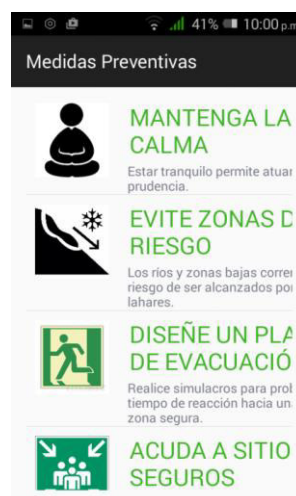 41% 10:00 p.m
Medidas Preventivas
MANTENGA LA
CALMA
Estar tranquilo permite atuar
prudencia.
EVITE ZONAS D
RIESGO
Los ríos y zonas bajas corren
riesgo de ser alcanzados por
lahares.
DISEÑE UN PLA
DE EVACUACIÓ
Realice simulacros para prob
tiempo de reacción hacia un
zona segura.
ACUDA A SITIO
SEGUROS